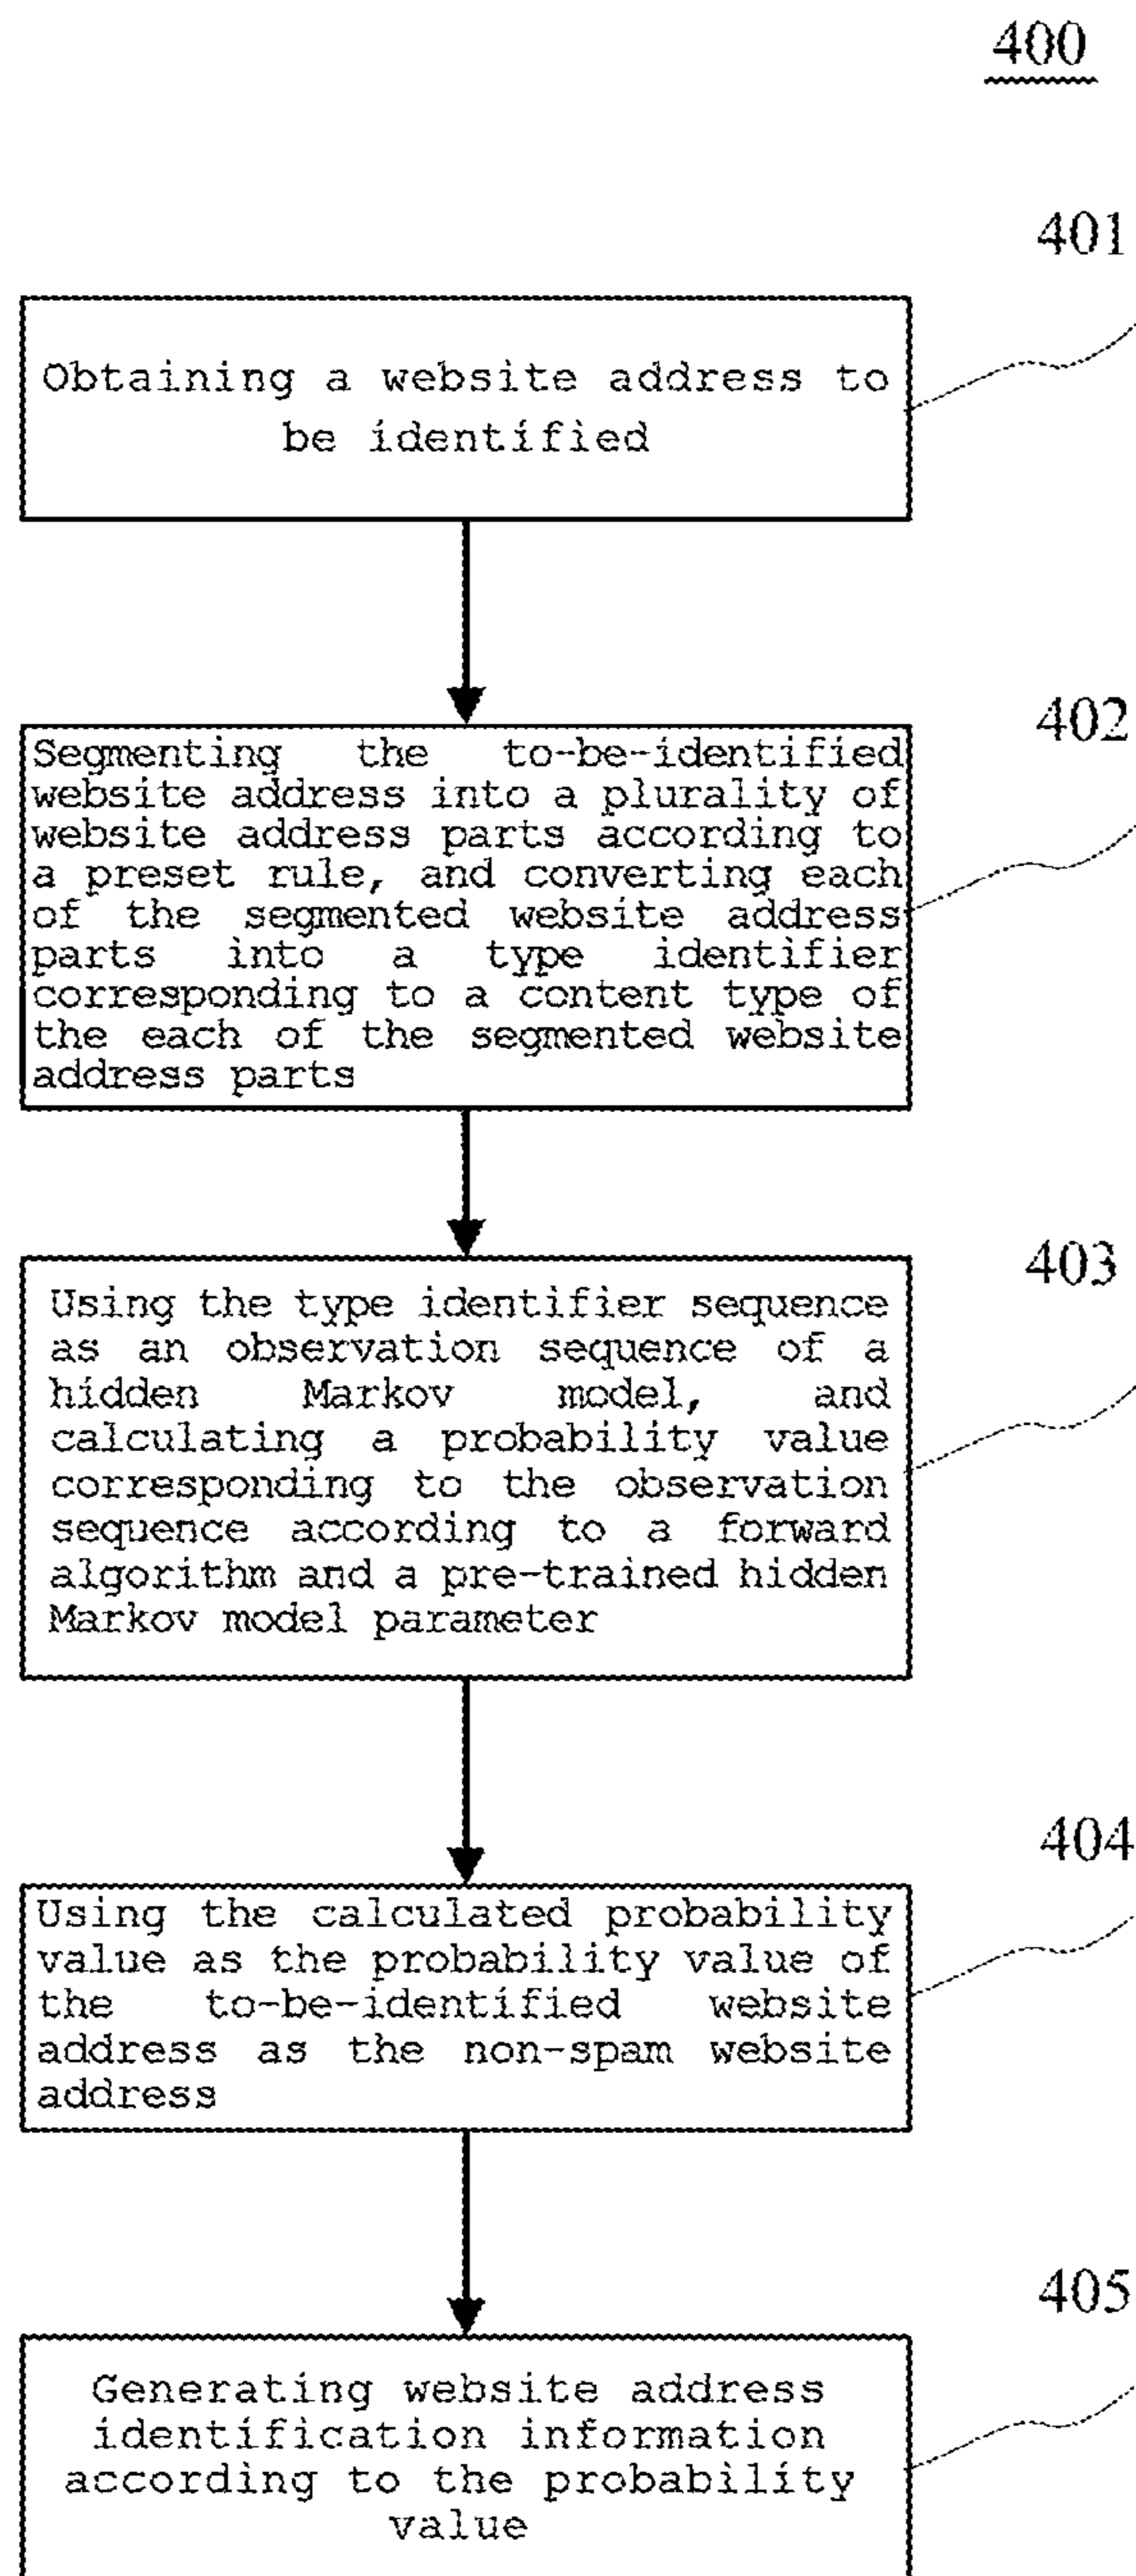 400
401
Obtaining a website address to
be identified
402
Segmenting the to-be-identified
website address into a plurality of
website address parts according to
a preset rule, and converting each
of the segmented website address
parts into a type identifier
corresponding to a content type of
the each of the segmented website
address parts
403
Using the type identifier sequence
as an observation sequence of a
hidden Markov model, and
calculating a probability value
corresponding to the observation
sequence according to a forward
algorithm and a pre-trained hidden
Markov model parameter
404
Using the calculated probability
value as the probability value of
the to-be-identified website
address as the non-spam website
address
405
Generating website address
identification information
according to the probability
value